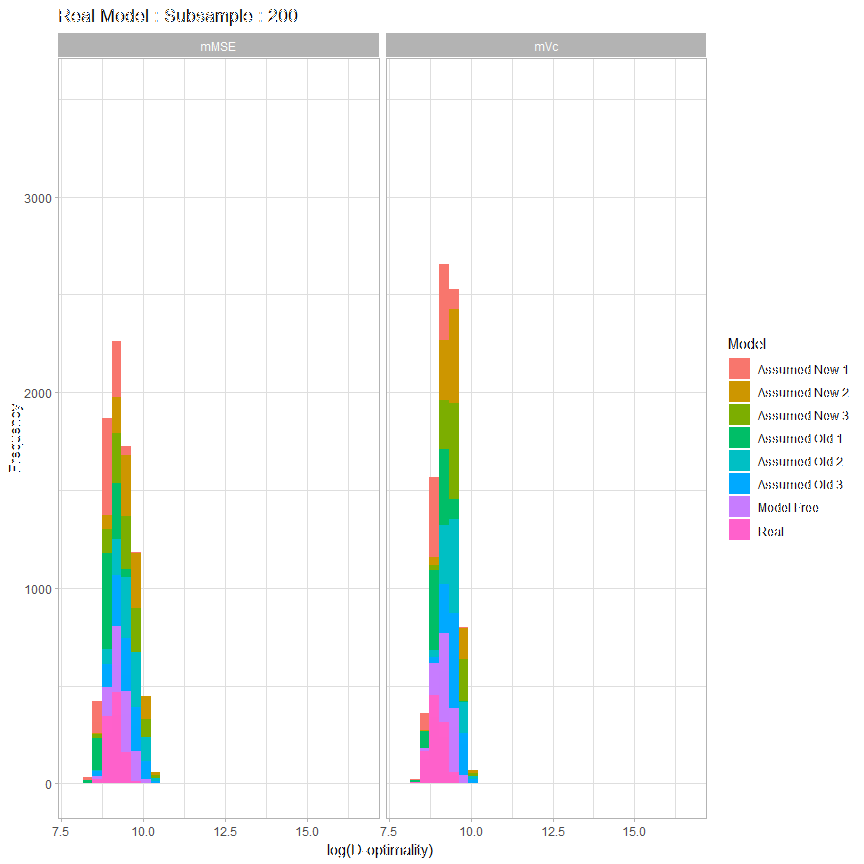 Real Model : Subsample : 200
mMSE
mVc
3000
2000
1000
0
Frequency
7.5
10.0
12.5
15.0
7.5
10.0
12.5
15.0
log(D-optimality)
Model
Assumed New 1
Assumed New 2
Assumed New 3
Assumed Old 1
Assumed Old 2
Assumed Old 3
Model Free
Real